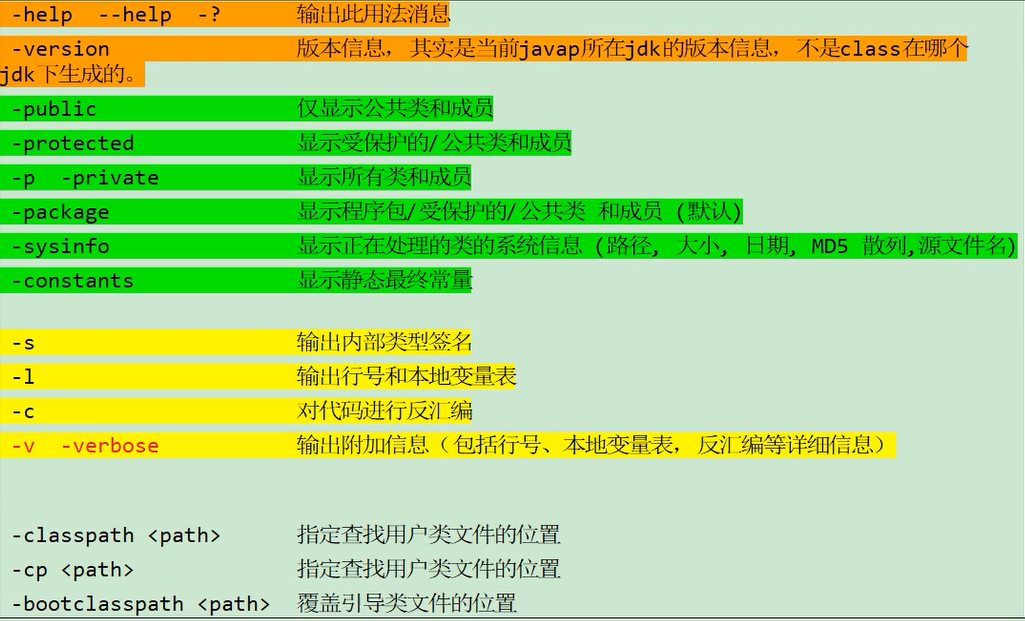 -help  --help  -?        输出此用法消息
-version                 版本信息, 其实是当前javap所在jdk的版本信息, 不是class在哪个
jdk下生成的。
-public                  仅显示公共类和成员
-protected               显示受保护的/公共类和成员
-p  -private             显示所有类和成员
-package                 显示程序包/受保护的/公共类 和成员 (默认)
-sysinfo                 显示正在处理的类的系统信息 (路径, 大小, 日期, MD5 散列,源文件名)
-constants               显示静态最终常量
-s                       输出内部类型签名
-l                       输出行号和本地变量表
-c                       对代码进行反汇编
-v  -verbose             输出附加信息（包括行号、本地变量表, 反汇编等详细信息）
-classpath <path>        指定查找用户类文件的位置
-cp <path>               指定查找用户类文件的位置
-bootclasspath <path>    覆盖引导类文件的位置